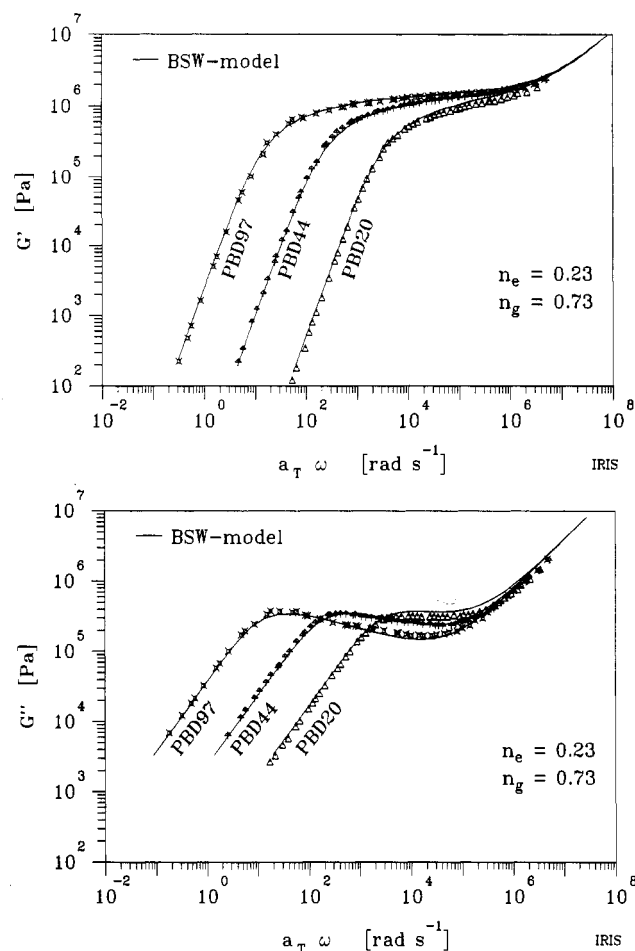 10^7
— BSW-model
10^6
10^5
G' [Pa]
10^4
PBD97
PBD44
PBD20
n_e = 0.23
n_g = 0.73
10^3
10^2
10^-2 10^0 10^2 10^4 10^6 10^8
a_T ω [rad s^-1]
IRIS
10^7
— BSW-model
10^6
10^5
G'' [Pa]
10^4
PBD97
PBD44
PBD20
n_e = 0.23
n_g = 0.73
10^3
10^2
10^-2 10^0 10^2 10^4 10^6 10^8
a_T ω [rad s^-1]
IRIS